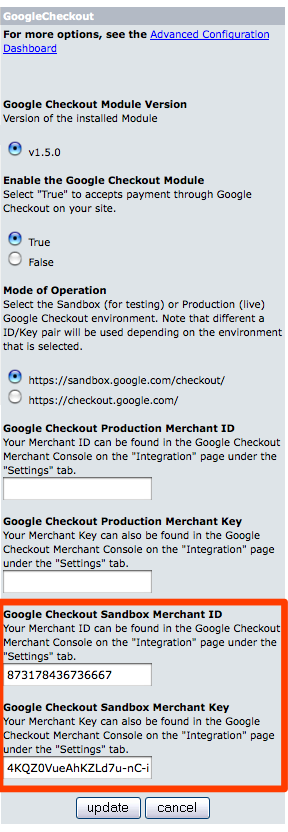 GoogleCheckout
For more options, see the Advanced Configuration
Dashboard
Google Checkout Module Version
Version of the installed Module
v1.5.0
Enable the Google Checkout Module
Select "True" to accepts payment through Google
Checkout on your site.
True
False
Mode of Operation
Select the Sandbox (for testing) or Production (live)
Google Checkout environment. Note that different a
ID/Key pair will be used depending on the environment
that is selected.
https://sandbox.google.com/checkout/
https://checkout.google.com/
Google Checkout Production Merchant ID
Your Merchant ID can be found in the Google Checkout
Merchant Console on the "Integration" page under the
"Settings" tab.
Google Checkout Production Merchant Key
Your Merchant Key can also be found in the Google
Checkout Merchant Console on the "Integration" page
under the "Settings" tab.
Google Checkout Sandbox Merchant ID
Your Merchant ID can be found in the Google Checkout
Merchant Console on the "Integration" page under the
"Settings" tab.
873178436736667
Google Checkout Sandbox Merchant Key
Your Merchant Key can also be found in the Google
Checkout Merchant Console on the "Integration" page
under the "Settings" tab.
4KQZ0VueAhKZLd7u-nC-i
update cancel